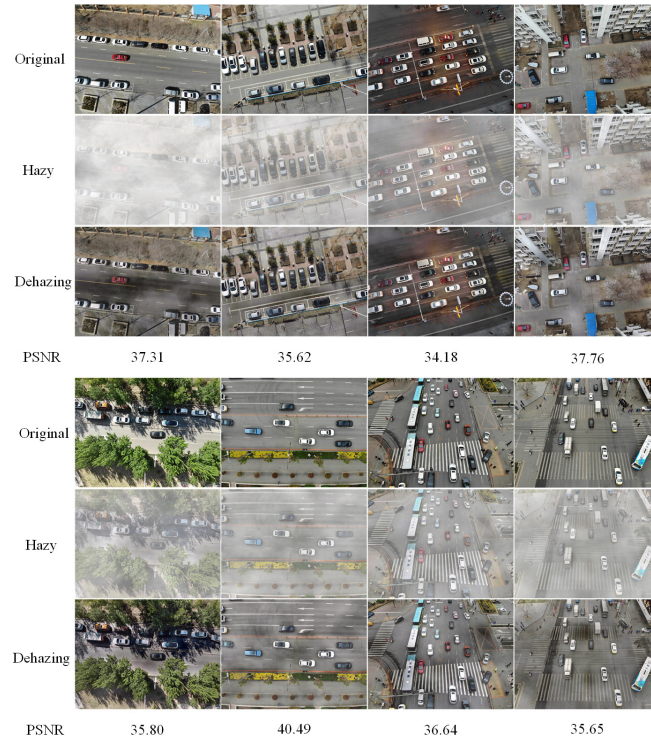 Original
Hazy
Dehazing
PSNR 37.31 35.62 34.18 37.76
Original
Hazy
Dehazing
PSNR 35.80 40.49 36.64 35.65